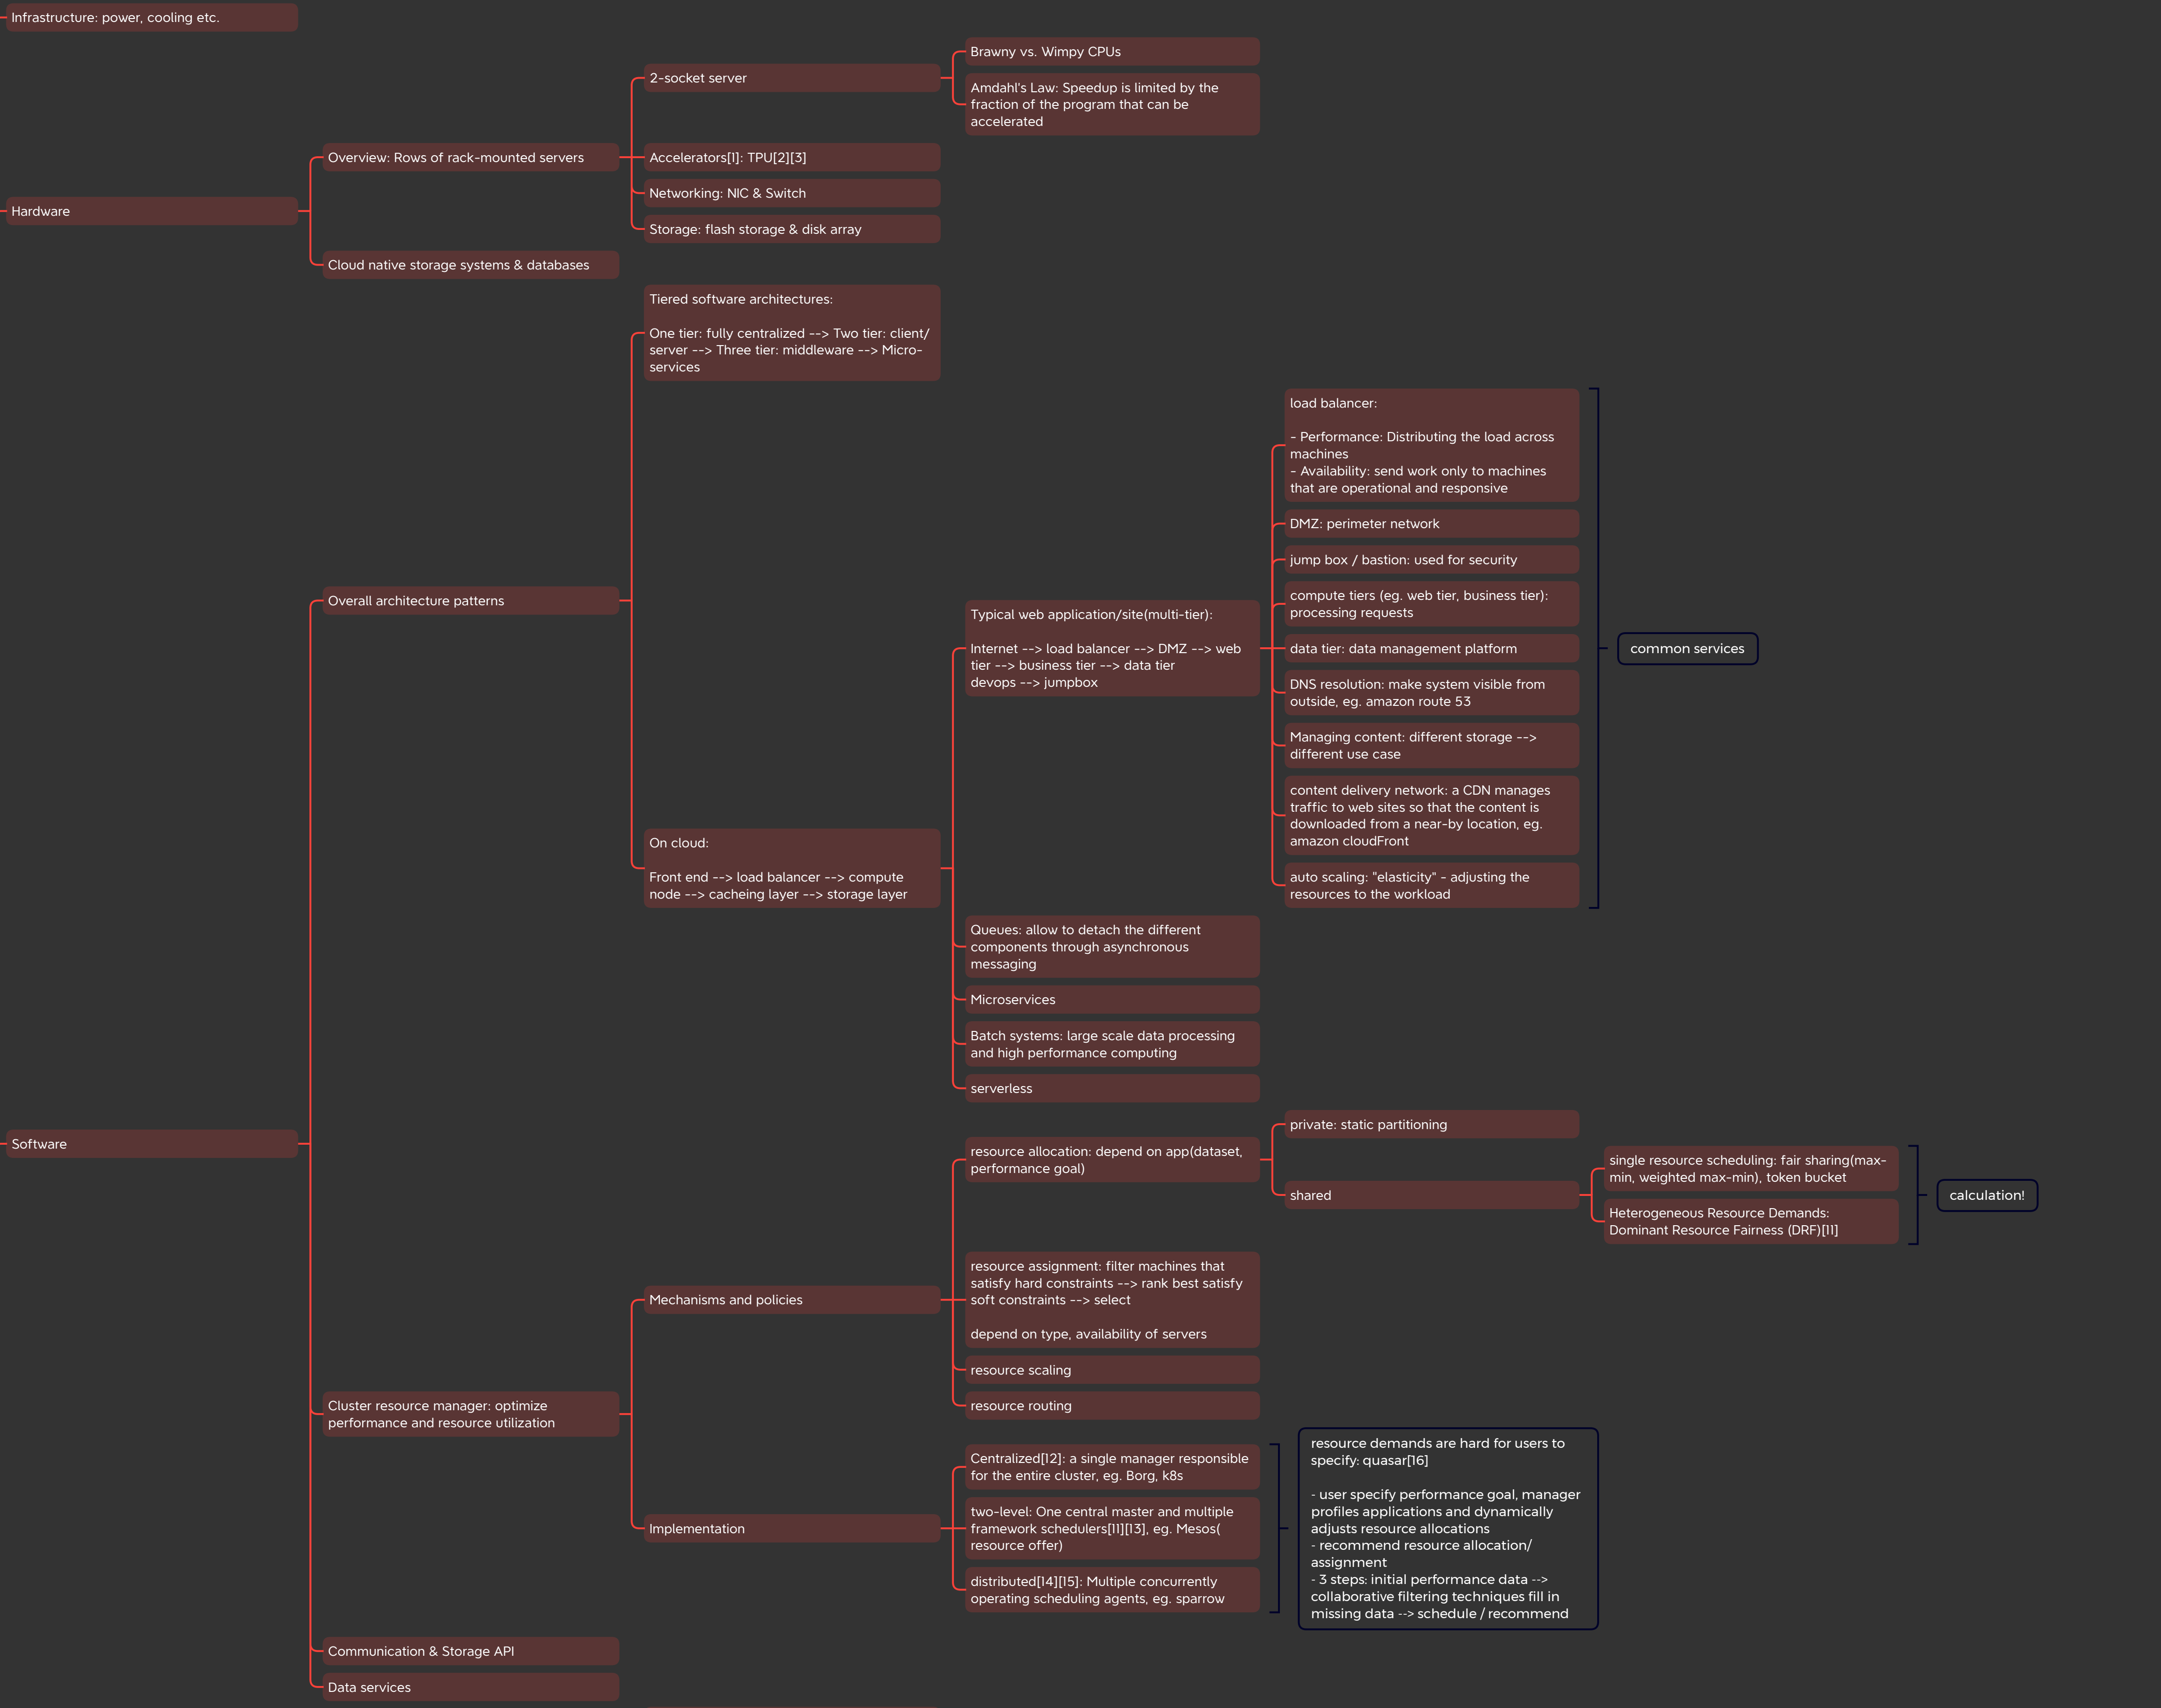 Infrastructure: power, cooling etc.
Hardware
Overview: Rows of rack-mounted servers
2-socket server
Brawny vs. Wimpy CPUs
Amdahl's Law: Speedup is limited by the
fraction of the program that can be
accelerated
Accelerators[1]: TPU[2][3]
Networking: NIC & Switch
Storage: flash storage & disk array
Cloud native storage systems & databases
Software
Overall architecture patterns
Tiered software architectures:
One tier: fully centralized --> Two tier: client/
server --> Three tier: middleware --> Micro-
services
On cloud:
Front end --> load balancer --> compute
node --> cacheing layer --> storage layer
Typical web application/site(multi-tier):
Internet --> load balancer --> DMZ --> web
tier --> business tier --> data tier
devops --> jumpbox
load balancer:
- Performance: Distributing the load across
machines
- Availability: send work only to machines
that are operational and responsive
DMZ: perimeter network
jump box / bastion: used for security
compute tiers (eg. web tier, business tier):
processing requests
data tier: data management platform
DNS resolution: make system visible from
outside, eg. amazon route 53
Managing content: different storage -->
different use case
content delivery network: a CDN manages
traffic to web sites so that the content is
downloaded from a near-by location, eg.
amazon cloudFront
auto scaling: "elasticity" - adjusting the
resources to the workload
common services
Queues: allow to detach the different
components through asynchronous
messaging
Microservices
Batch systems: large scale data processing
and high performance computing
serverless
Cluster resource manager: optimize
performance and resource utilization
Mechanisms and policies
resource allocation: depend on app(dataset,
performance goal)
private: static partitioning
shared
single resource scheduling: fair sharing(max-
min, weighted max-min), token bucket
Heterogeneous Resource Demands:
Dominant Resource Fairness (DRF)[11]
calculation!
resource assignment: filter machines that
satisfy hard constraints --> rank best satisfy
soft constraints --> select
depend on type, availability of servers
resource scaling
resource routing
Implementation
Centralized[12]: a single manager responsible
for the entire cluster, eg. Borg, k8s
two-level: One central master and multiple
framework schedulers[11][13], eg. Mesos(
resource offer)
distributed[14][15]: Multiple concurrently
operating scheduling agents, eg. sparrow
resource demands are hard for users to
specify: quasar[16]
- user specify performance goal, manager
profiles applications and dynamically
adjusts resource allocations
- recommend resource allocation/
assignment
- 3 steps: initial performance data -->
collaborative filtering techniques fill in
missing data --> schedule / recommend
Communication & Storage API
Data services